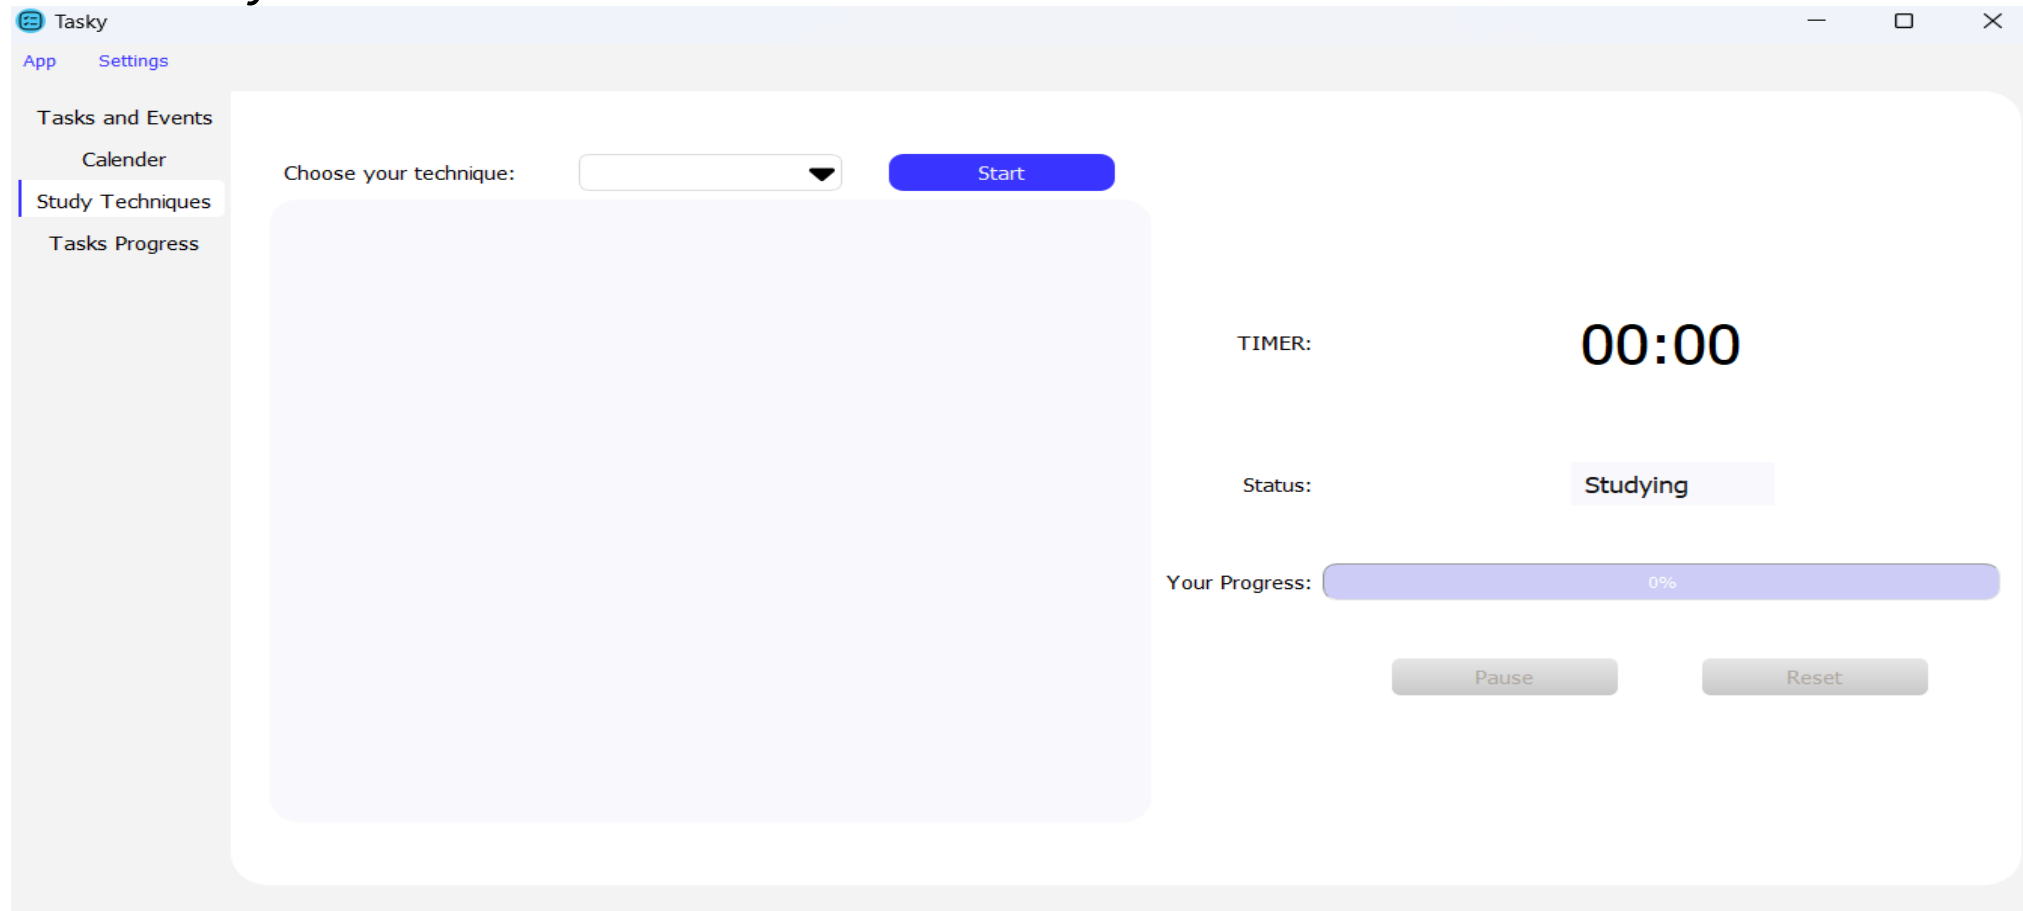 Tasky
App Settings
Tasks and Events
Calender
Study Techniques
Tasks Progress
Choose your technique: Start
TIMER: 00:00
Status: Studying
Your Progress: 0%
Pause Reset